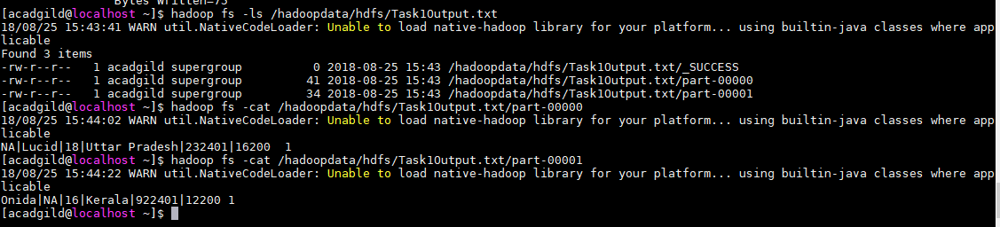 Bytes Written=75
[acadgild@localhost ~]$ hadoop fs -ls /hadoopdata/hdfs/Task1Output.txt
18/08/25 15:43:41 WARN util.NativeCodeLoader: Unable to load native-hadoop library for your platform... using builtin-java classes where app
licable
Found 3 items
-rw-r--r--   1 acadgild supergroup          0 2018-08-25 15:43 /hadoopdata/hdfs/Task1Output.txt/_SUCCESS
-rw-r--r--   1 acadgild supergroup         41 2018-08-25 15:43 /hadoopdata/hdfs/Task1Output.txt/part-00000
-rw-r--r--   1 acadgild supergroup         34 2018-08-25 15:43 /hadoopdata/hdfs/Task1Output.txt/part-00001
[acadgild@localhost ~]$ hadoop fs -cat /hadoopdata/hdfs/Task1Output.txt/part-00000
18/08/25 15:44:02 WARN util.NativeCodeLoader: Unable to load native-hadoop library for your platform... using builtin-java classes where app
licable
NA|Lucid|18|Uttar Pradesh|232401|16200  1
[acadgild@localhost ~]$ hadoop fs -cat /hadoopdata/hdfs/Task1Output.txt/part-00001
18/08/25 15:44:22 WARN util.NativeCodeLoader: Unable to load native-hadoop library for your platform... using builtin-java classes where app
licable
Onida|NA|16|Kerala|922401|12200 1
[acadgild@localhost ~]$